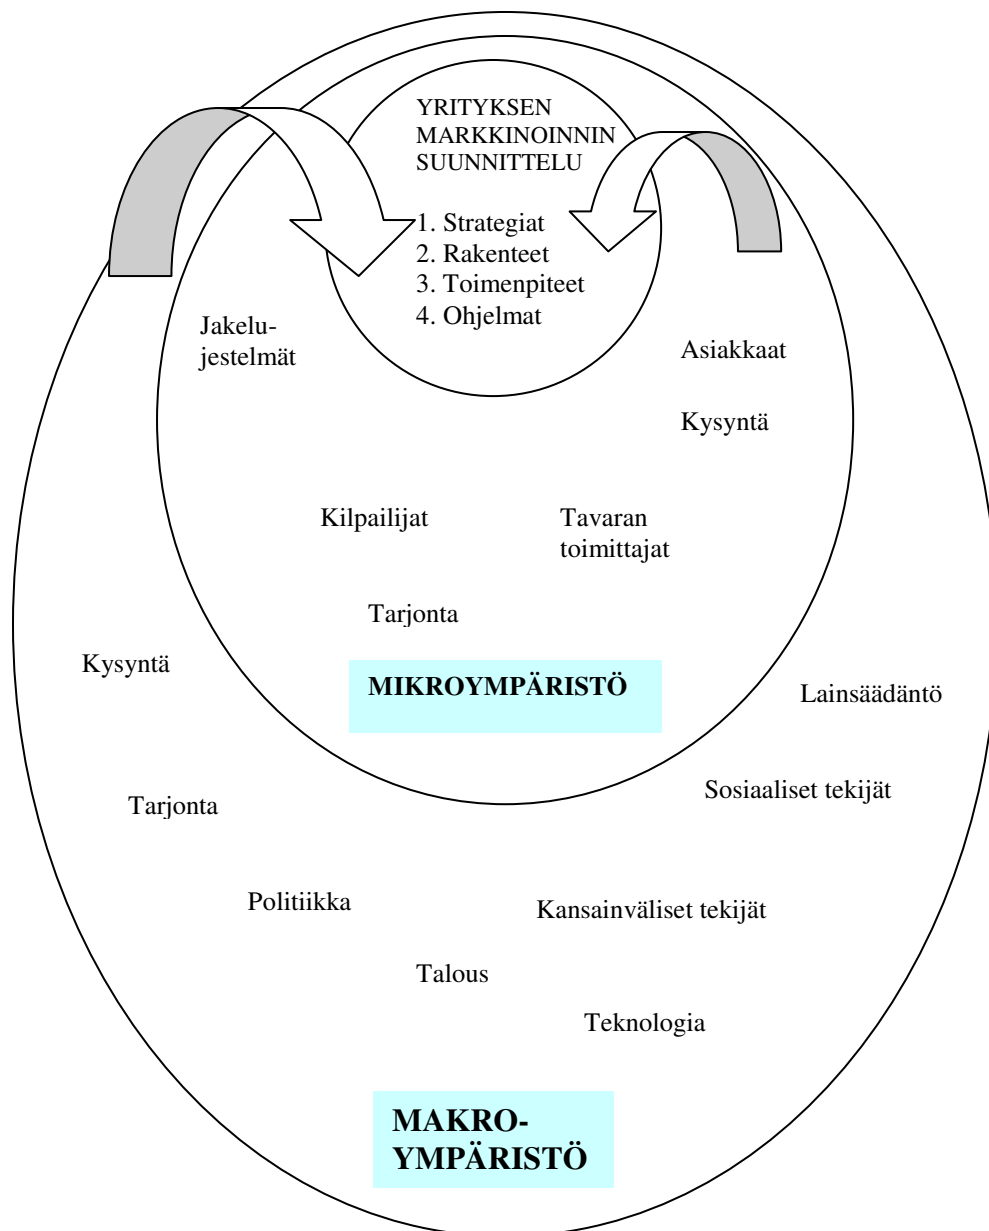 YRITYKSEN
MARKKINOINNIN
SUUNNITTELU
1. Strategiat
2. Rakenteet
3. Toimenpiteet
4. Ohjelmat
Jakelu-
jestelmät
Asiakkaat
Kysyntä
Kilpailijat
Tavaran
toimittajat
Tarjonta
MIKROYMPÄRISTÖ
Kysyntä
Lainsäädäntö
Sosiaaliset tekijät
Tarjonta
Politiikka
Kansainväliset tekijät
Talous
Teknologia
MAKRO-
YMPÄRISTÖ